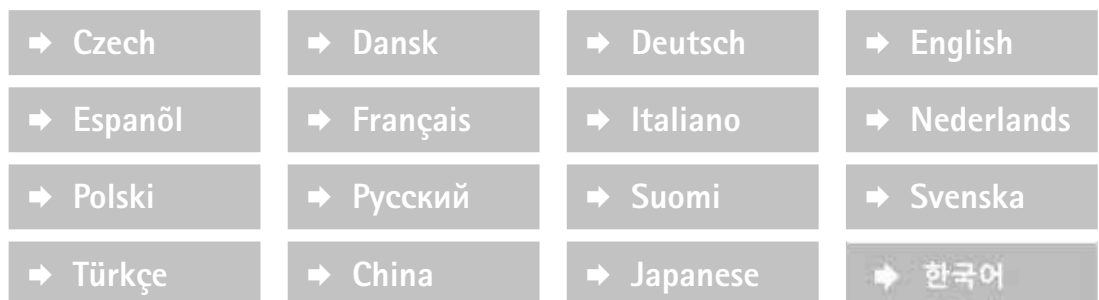 Czech
Dansk
Deutsch
English
Espanõl
Français
Italiano
Nederlands
Polski
Русский
Suomi
Svenska
Türkçe
China
Japanese
한국어